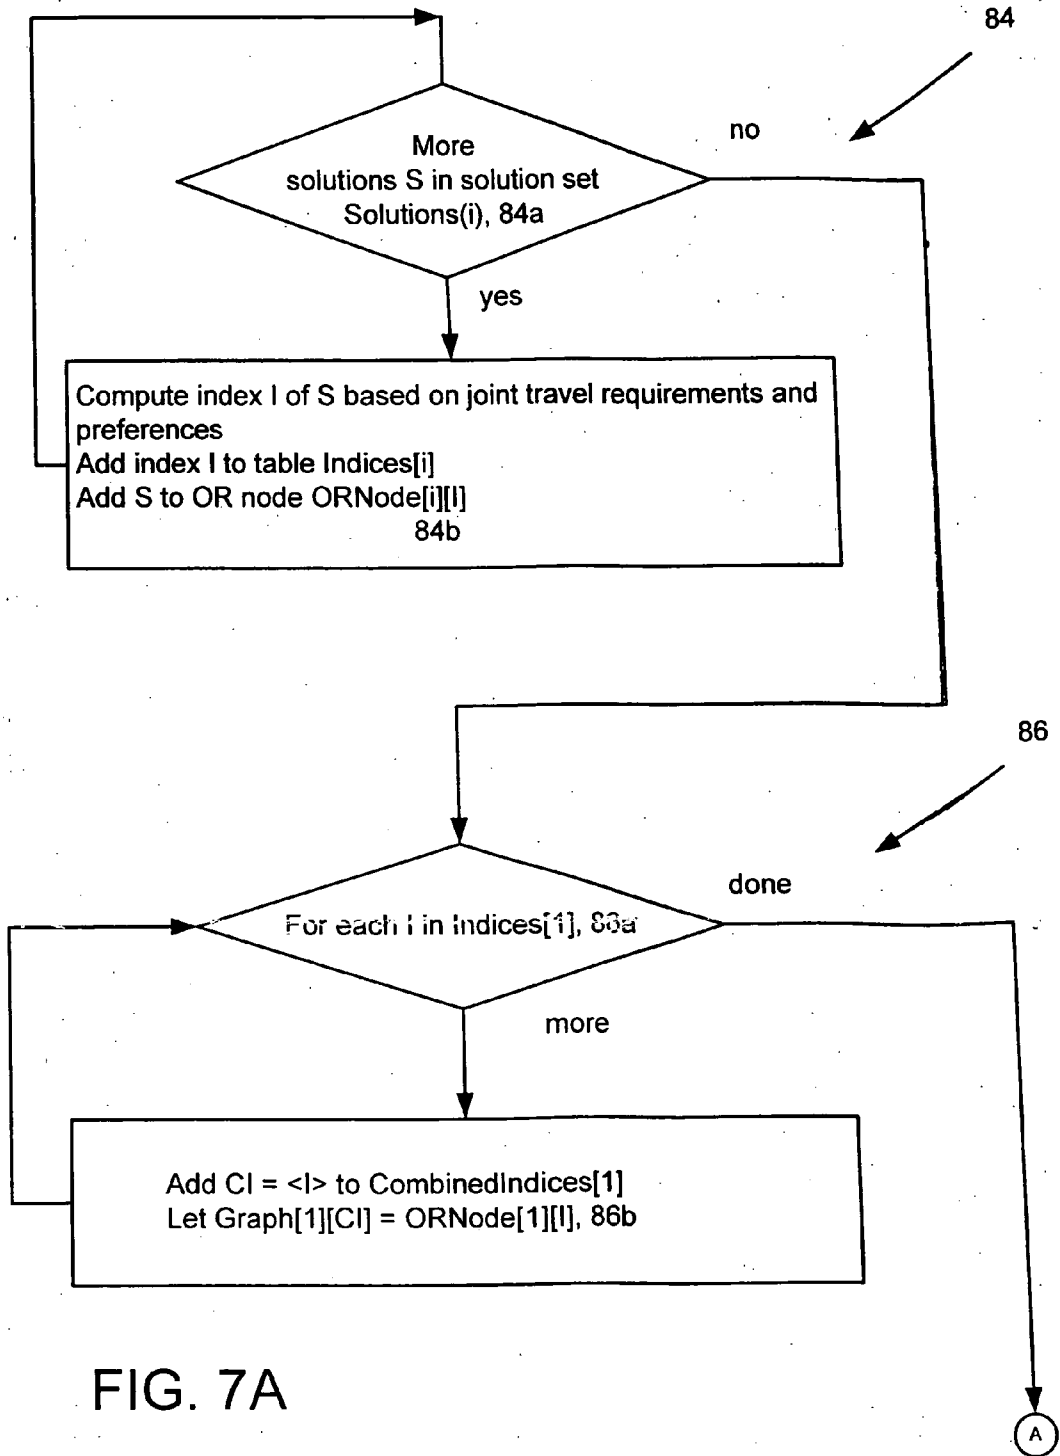 84
no
More
solutions S in solution set
Solutions(i), 84a
yes
Compute index I of S based on joint travel requirements and
preferences
Add index I to table Indices[i]
Add S to OR node ORNode[i][I]
84b
86
done
For each I in Indices[1], 86a
more
Add CI = <I> to CombinedIndices[1]
Let Graph[1][CI] = ORNode[1][I], 86b
FIG. 7A
A